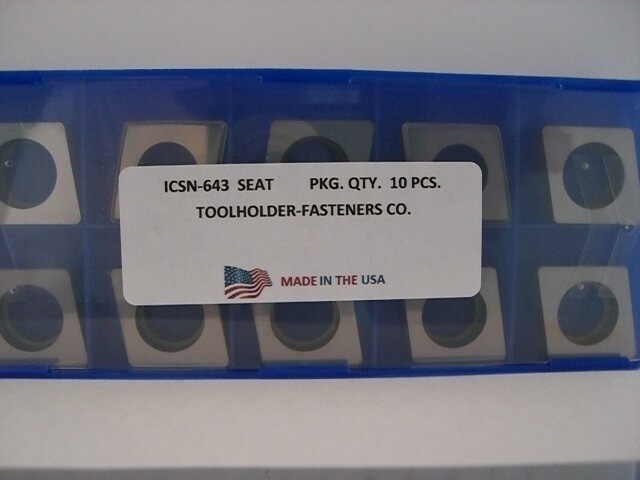 ICSN-643 SEAT PKG. QTY. 10 PCS.
TOOLHOLDER-FASTENERS CO.
MADE IN THE USA